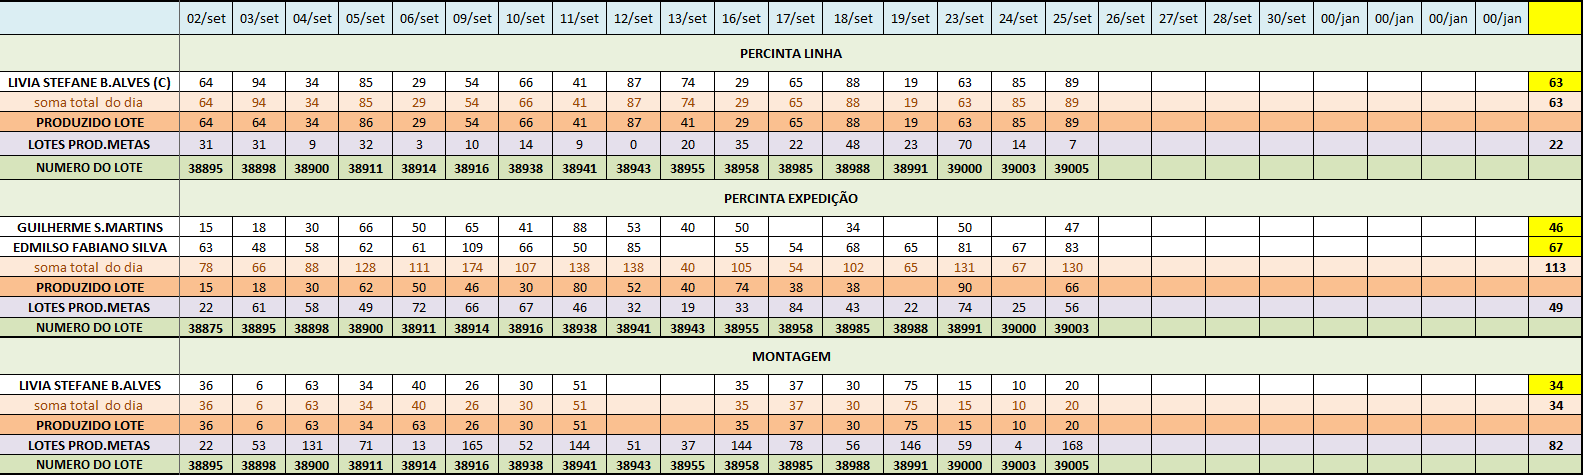 02/set 03/set 04/set 05/set 06/set 09/set 10/set 11/set 12/set 13/set 16/set 17/set 18/set 19/set 23/set 24/set 25/set 26/set 27/set 28/set 30/set 00/jan 00/jan 00/jan 00/jan
PERCINTA LINHA
LIVIA STEFANE B.ALVES (C) 64 94 34 85 29 54 66 41 87 74 29 65 88 19 63 85 89 63
soma total do dia 64 94 34 85 29 54 66 41 87 74 29 65 88 19 63 85 89 63
PRODUZIDO LOTE 64 64 34 86 29 54 66 41 87 41 29 65 88 19 63 85 89
LOTES PROD.METAS 31 31 9 32 3 10 14 9 0 20 35 22 48 23 70 14 7 22
NUMERO DO LOTE 38895 38898 38900 38911 38914 38916 38938 38941 38943 38955 38958 38985 38988 38991 39000 39003 39005
PERCINTA EXPEDIÇÃO
GUILHERME S.MARTINS 15 18 30 66 50 65 41 88 53 40 50 34 50 47 46
EDMILSO FABIANO SILVA 63 48 58 62 61 109 66 50 85 55 54 68 65 81 67 83 67
soma total do dia 78 66 88 128 111 174 107 138 138 40 105 54 102 65 131 67 130 113
PRODUZIDO LOTE 15 18 30 62 50 46 30 80 52 40 74 38 38 90 66
LOTES PROD.METAS 22 61 58 49 72 66 67 46 32 19 33 84 43 22 74 25 56 49
NUMERO DO LOTE 38875 38895 38898 38900 38911 38914 38916 38938 38941 38943 38955 38958 38985 38988 38991 39000 39003
MONTAGEM
LIVIA STEFANE B.ALVES 36 6 63 34 40 26 30 51 35 37 30 75 15 10 20 34
soma total do dia 36 6 63 34 40 26 30 51 35 37 30 75 15 10 20 34
PRODUZIDO LOTE 36 6 63 34 63 26 30 51 35 37 30 75 15 10 20
LOTES PROD.METAS 22 53 131 71 13 165 52 144 51 37 144 78 56 146 59 4 168 82
NUMERO DO LOTE 38895 38898 38900 38911 38914 38916 38938 38941 38943 38955 38958 38985 38988 38991 39000 39003 39005